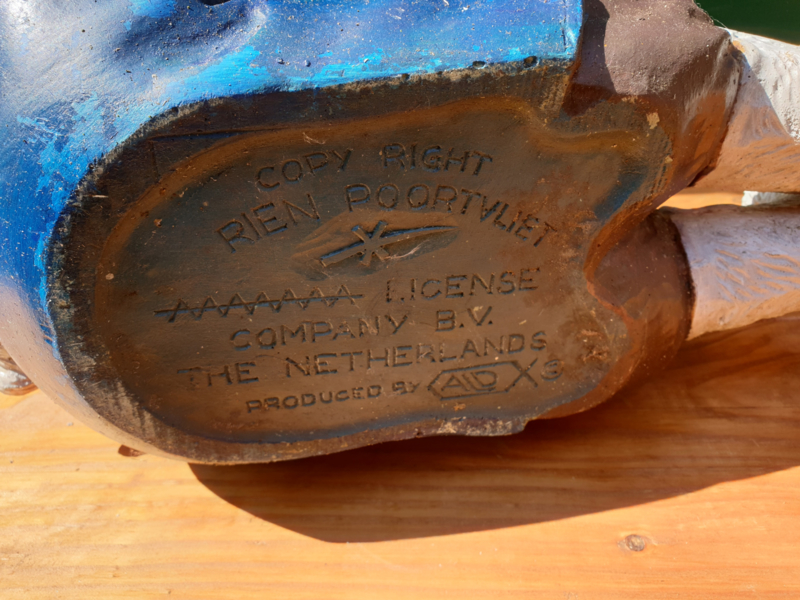 COPY RIGHT
RIEN POORTVLIET
LICENSE
COMPANY B.V.
THE NETHERLANDS
PRODUCED BY